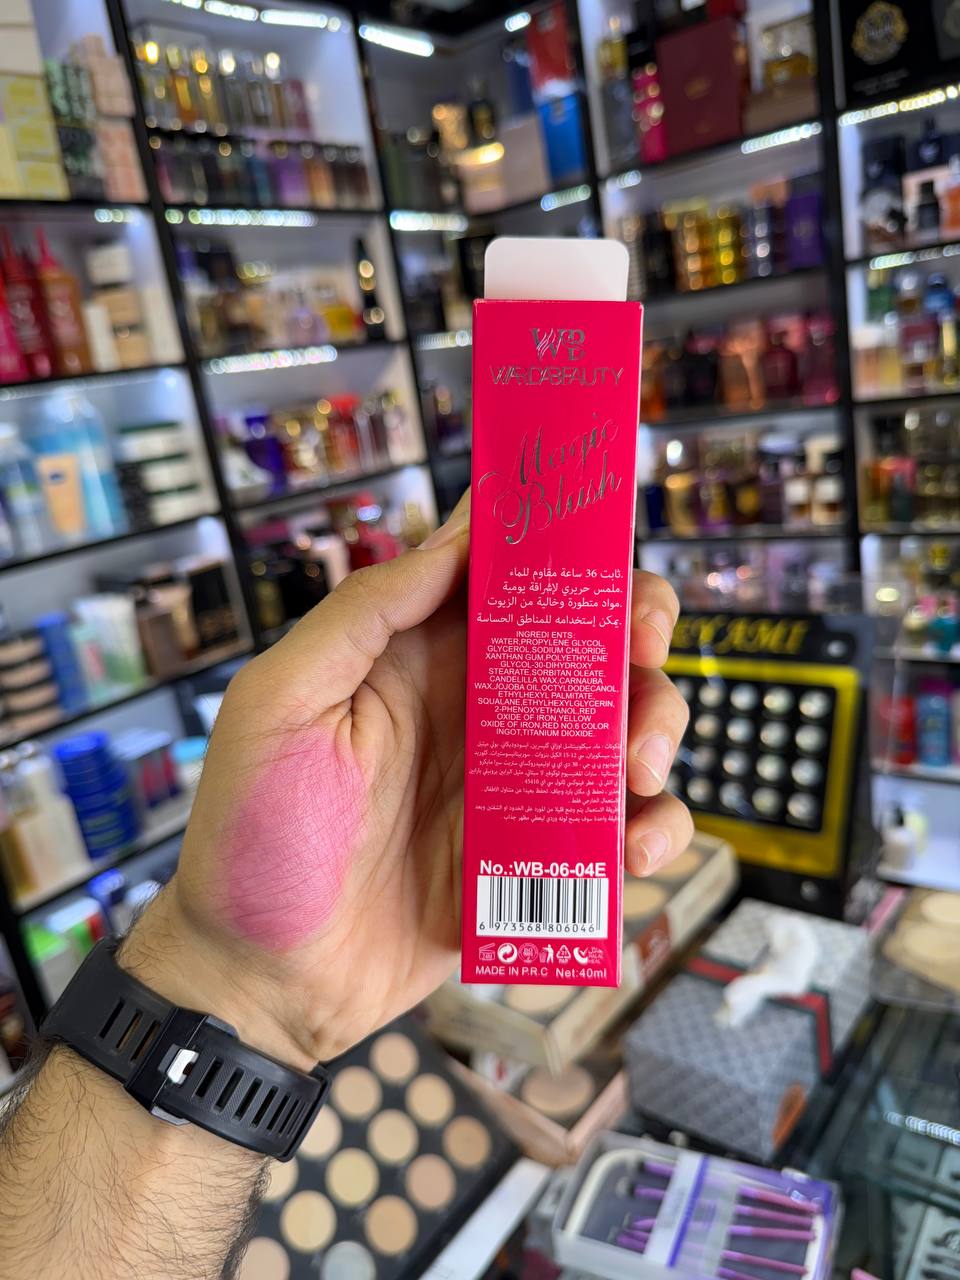 WB
WARDABEAUTY
Magic
Blush
ثابت 36 ساعة مقاوم للماء.
ملمس حريري لإشراقة يومية.
مواد متطورة وخالية من الزيوت.
يمكن إستخدامه للمناطق الحساسة.
INGREDI ENTS:
WATER,PROPYLENE GLYCOL,
GLYCEROL,SODIUM CHLORIDE,
XANTHAN GUM,POLYETHYLENE
GLYCOL-30-DIHYDROXY
STEARATE,SORBITAN OLEATE,
CANDELILLA WAX,CARNAUBA
WAX,JOJOBA OIL,OCTYLDODECANOL,
ETHYLHEXYL PALMITATE,
SQUALANE,ETHYLHEXYLGLYCERIN,
2-PHENOXYETHANOL,RED
OXIDE OF IRON,YELLOW
OXIDE OF IRON,RED NO.6 COLOR
INGOT,TITANIUM DIOXIDE.
No.:WB-06-04E
6 973568 806046
MADE IN P.R.C Net:40ml